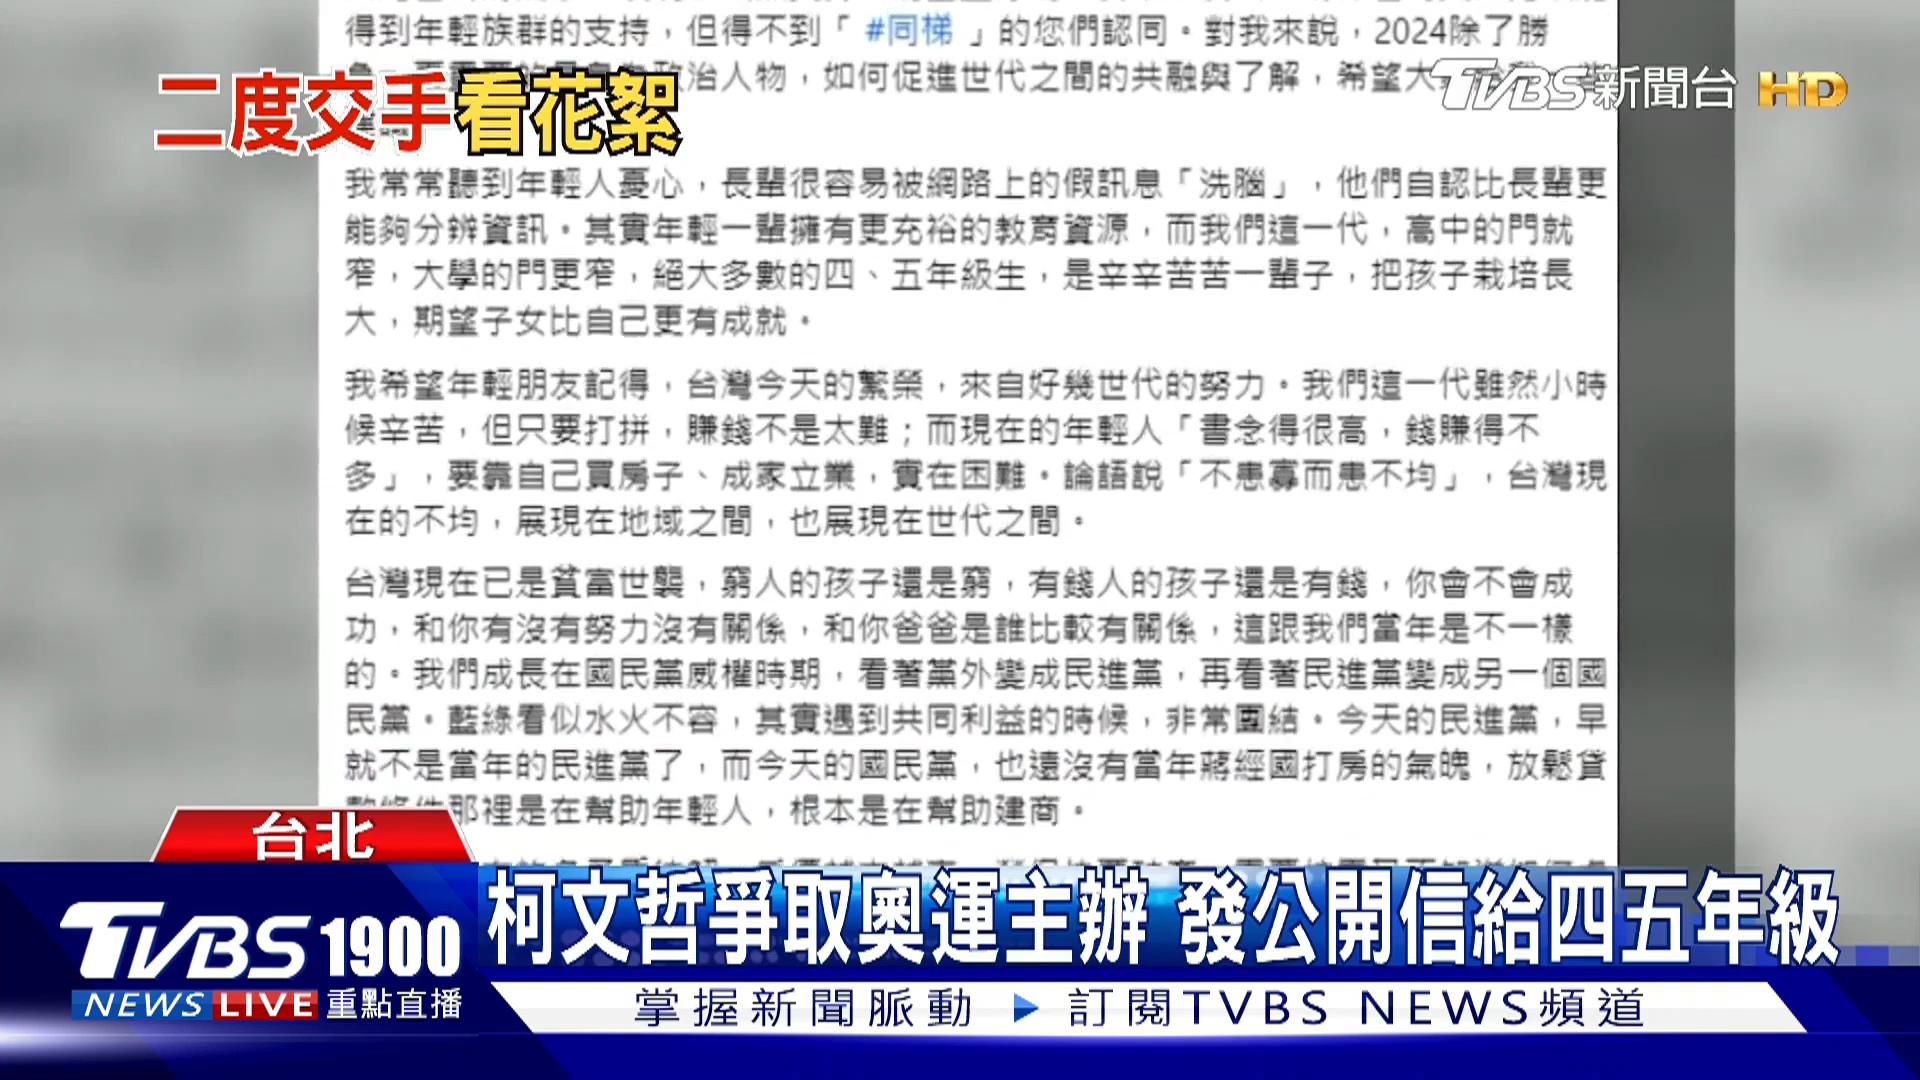 得到年輕族群的支持，但得不到「 #同梯 」的您們認同。對我來說，2024除了勝
政治人物，如何促進世代之間的共融與了解，希望大
二度交手看花絮
TVBS新聞台 HD
我常常聽到年輕人憂心，長輩很容易被網路上的假訊息「洗腦」，他們自認比長輩更
能夠分辨資訊。其實年輕一輩擁有更充裕的教育資源，而我們這一代，高中的門就
窄，大學的門更窄，絕大多數的四、五年級生，是辛辛苦苦一輩子，把孩子栽培長
大，期望子女比自己更有成就。
我希望年輕朋友記得，台灣今天的繁榮，來自好幾世代的努力。我們這一代雖然小時
候辛苦，但只要打拼，賺錢不是太難；而現在的年輕人「書念得很高，錢賺得不
多」，要靠自己買房子、成家立業，實在困難。論語說「不患寡而患不均」，台灣現
在的不均，展現在地域之間，也展現在世代之間。
台灣現在已是貧富世襲，窮人的孩子還是窮，有錢人的孩子還是有錢，你會不會成
功，和你有沒有努力沒有關係，和你爸爸是誰比較有關係，這跟我們當年是不一樣
的。我們成長在國民黨威權時期，看著黨外變成民進黨，再看著民進黨變成另一個國
民黨。藍綠看似水火不容，其實遇到共同利益的時候，非常團結。今天的民進黨，早
就不是當年的民進黨了，而今天的國民黨，也遠沒有當年蔣經國打房的氣魄，放鬆貸
那裡是在幫助年輕人，根本是在幫助建商。
台北
柯文哲爭取奧運主辦 發公開信給四五年級
TVBS 1900
NEWS LIVE 重點直播
掌握新聞脈動 ▶ 訂閱TVBS NEWS頻道